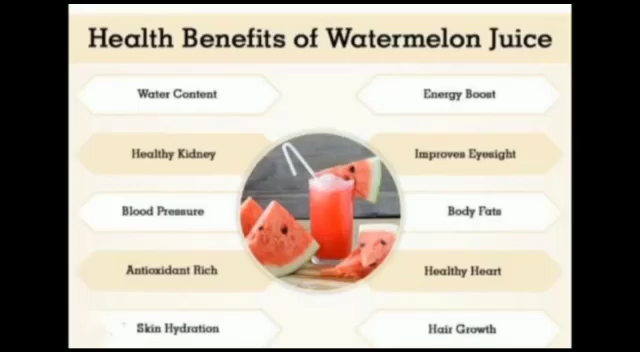 Health Benefits of Watermelon Juice
Water Content
Energy Boost
Healthy Kidney
Improves Eyesight
Blood Pressure
Body Fats
Antioxidant Rich
Healthy Heart
Skin Hydration
Hair Growth